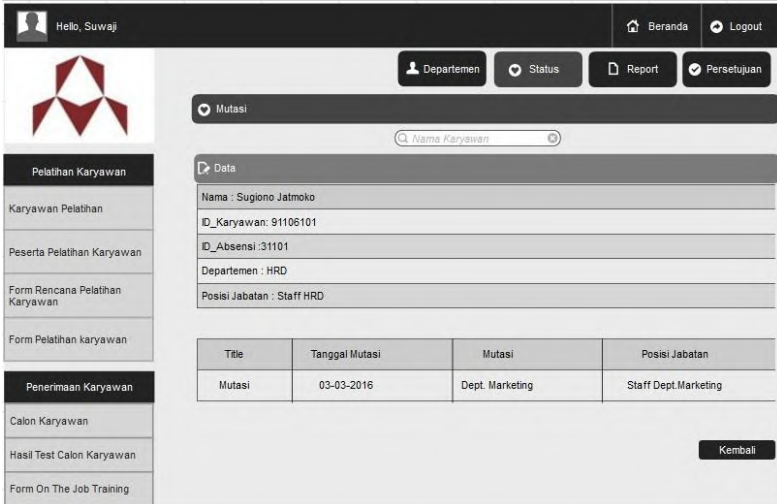 Hello, Suwaji
Beranda
Logout
Departemen
Status
Report
Persetujuan
Mutasi
Nama Karyawan
Pelatihan Karyawan
Karyawan Pelatihan
Peserta Pelatihan Karyawan
Form Rencana Pelatihan
Karyawan
Form Pelatihan karyawan
Penerimaan Karyawan
Calon Karyawan
Hasil Test Calon Karyawan
Form On The Job Training
Data
Nama : Sugiono Jatmoko
ID_Karyawan: 91106101
ID_Absensi :31101
Departemen : HRD
Posisi Jabatan : Staff HRD
Title Tanggal Mutasi Mutasi Posisi Jabatan
Mutasi 03-03-2016 Dept. Marketing Staff Dept.Marketing
Kembali